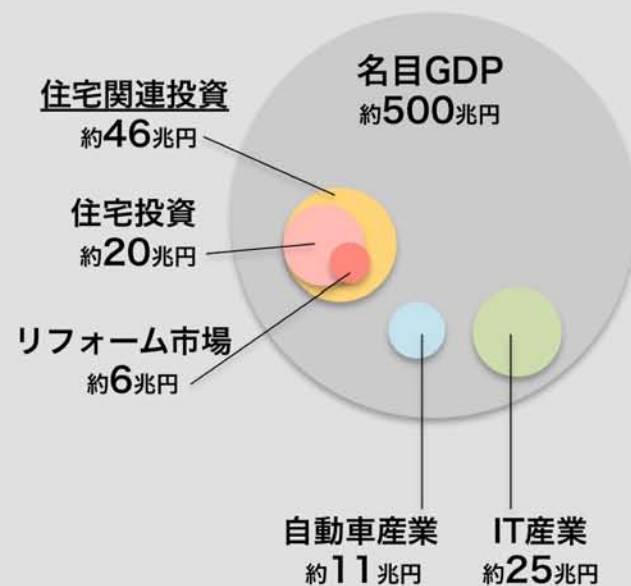 名目GDP
約500兆円
住宅関連投資
約46兆円
住宅投資
約20兆円
リフォーム市場
約6兆円
自動車産業
約11兆円
IT産業
約25兆円